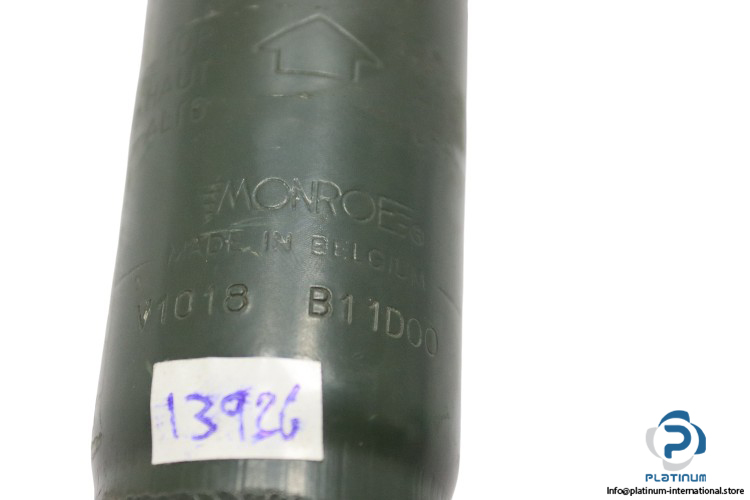 MONROE®
MADE IN BELGIUM
V1018 B11D00
13926
PLATINUM
Info@platinum-international.store